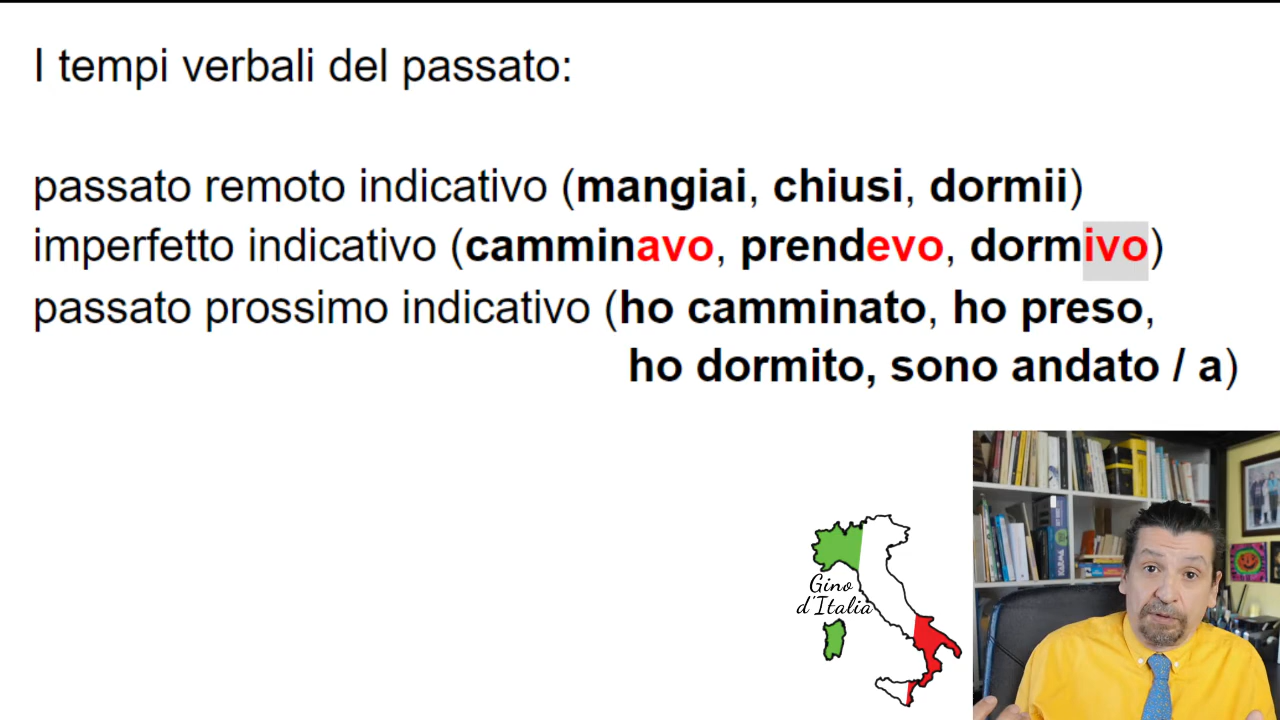 I tempi verbali del passato:
passato remoto indicativo (mangiai, chiusi, dormii)
imperfetto indicativo (camminavo, prendevo, dormivo)
passato prossimo indicativo (ho camminato, ho preso,
ho dormito, sono andato / a)
Gino
d'Italia